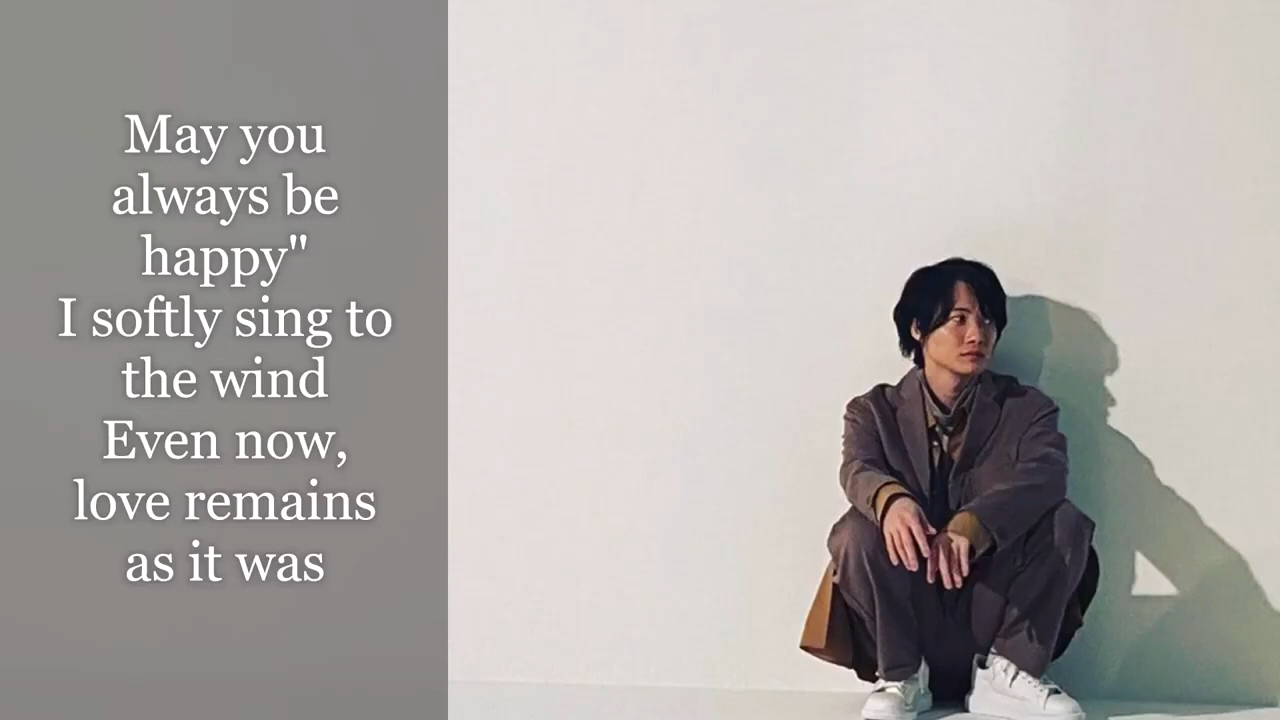 May you
always be
happy"
I softly sing to
the wind
Even now,
love remains
as it was